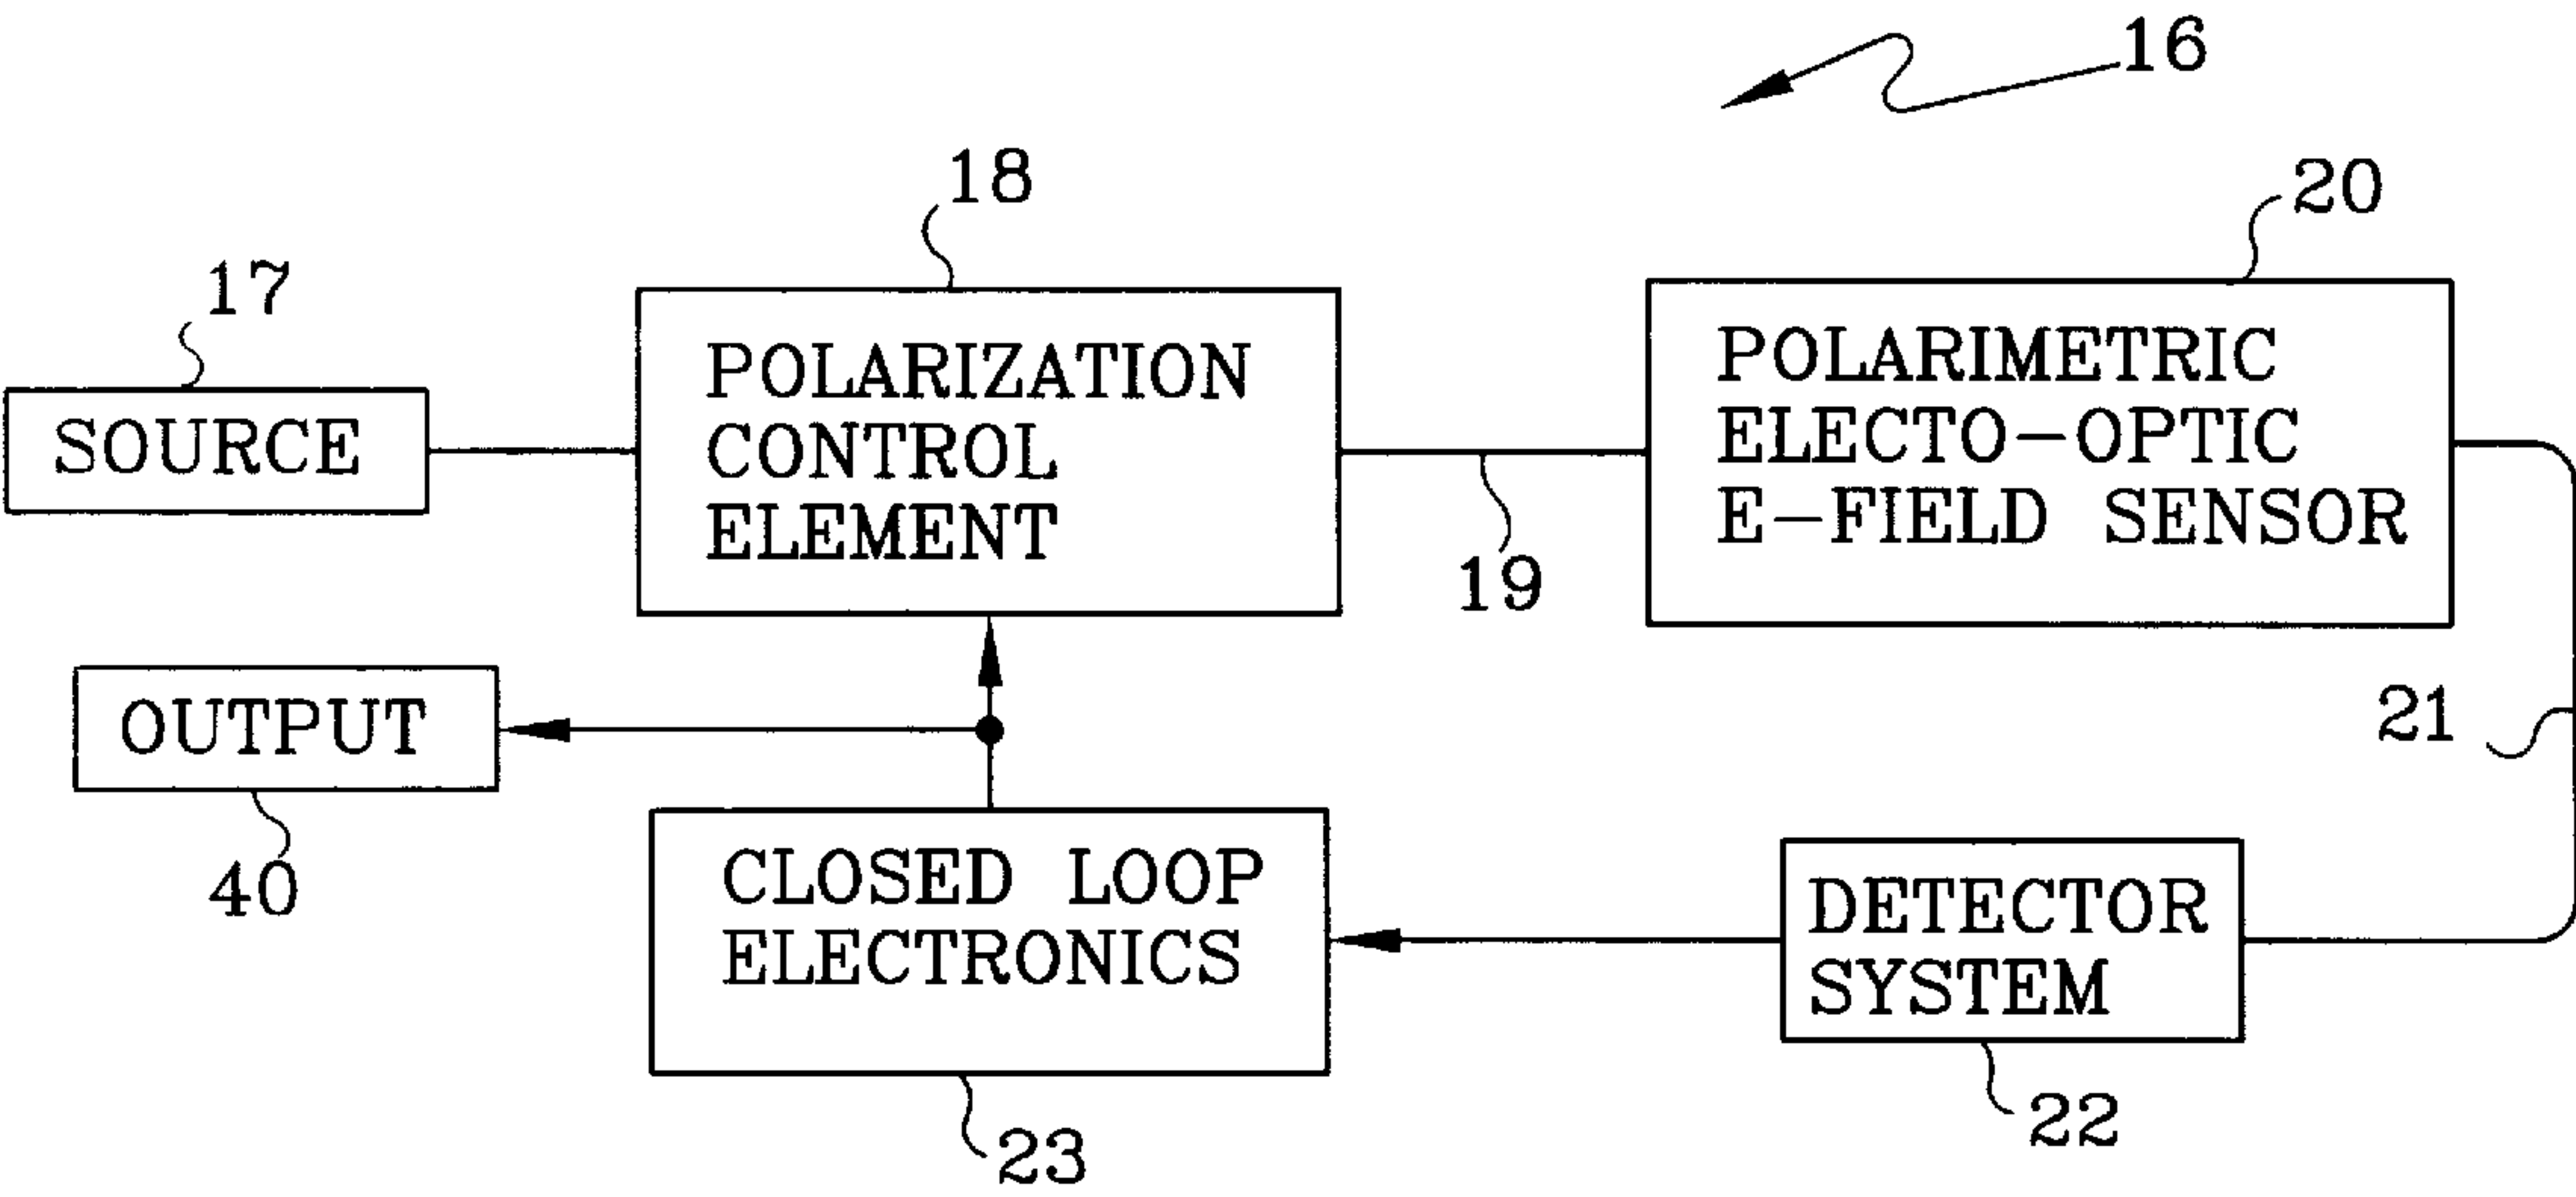 16
18
20
17
POLARIZATION
CONTROL
ELEMENT
POLARIMETRIC
ELECTO-OPTIC
E-FIELD SENSOR
SOURCE
19
OUTPUT
21
40
CLOSED LOOP
ELECTRONICS
DETECTOR
SYSTEM
22
23